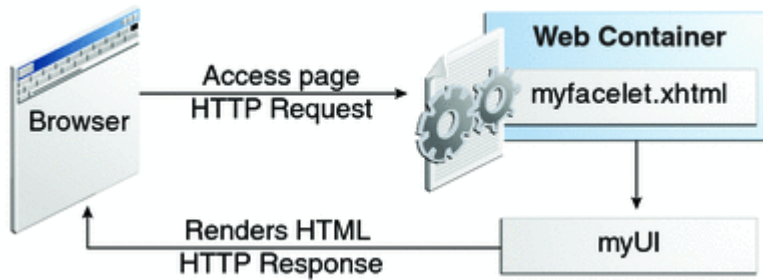 Browser
Access page
HTTP Request
Web Container
myfacelet.xhtml
myUI
Renders HTML
HTTP Response